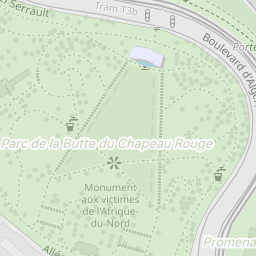 Serrault
Tram T3b
Boulevard d'Alger
Porte
Parc de la Butte du Chapeau Rouge
Monument
aux victimes
de l'Afrique-
du-Nord
Promena
Allé